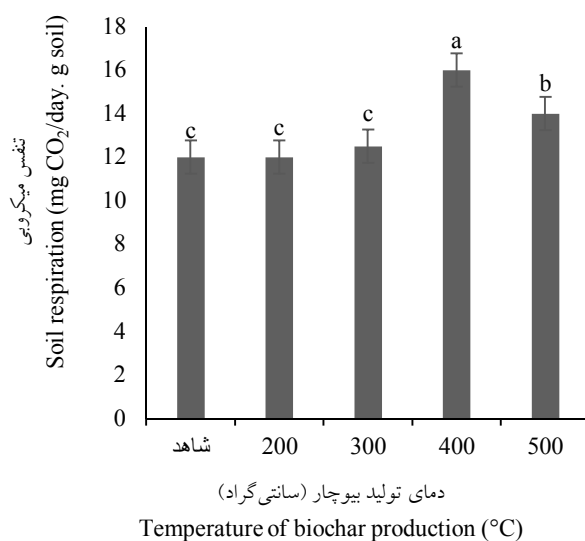 تنفس میکروبی
Soil respiration (mg CO₂/day. g soil)
18
16
14
12
10
8
6
4
2
0
c
c
c
a
b
شاهد 200 300 400 500
دمای تولید بیوچار (سانتی‌گراد)
Temperature of biochar production (°C)